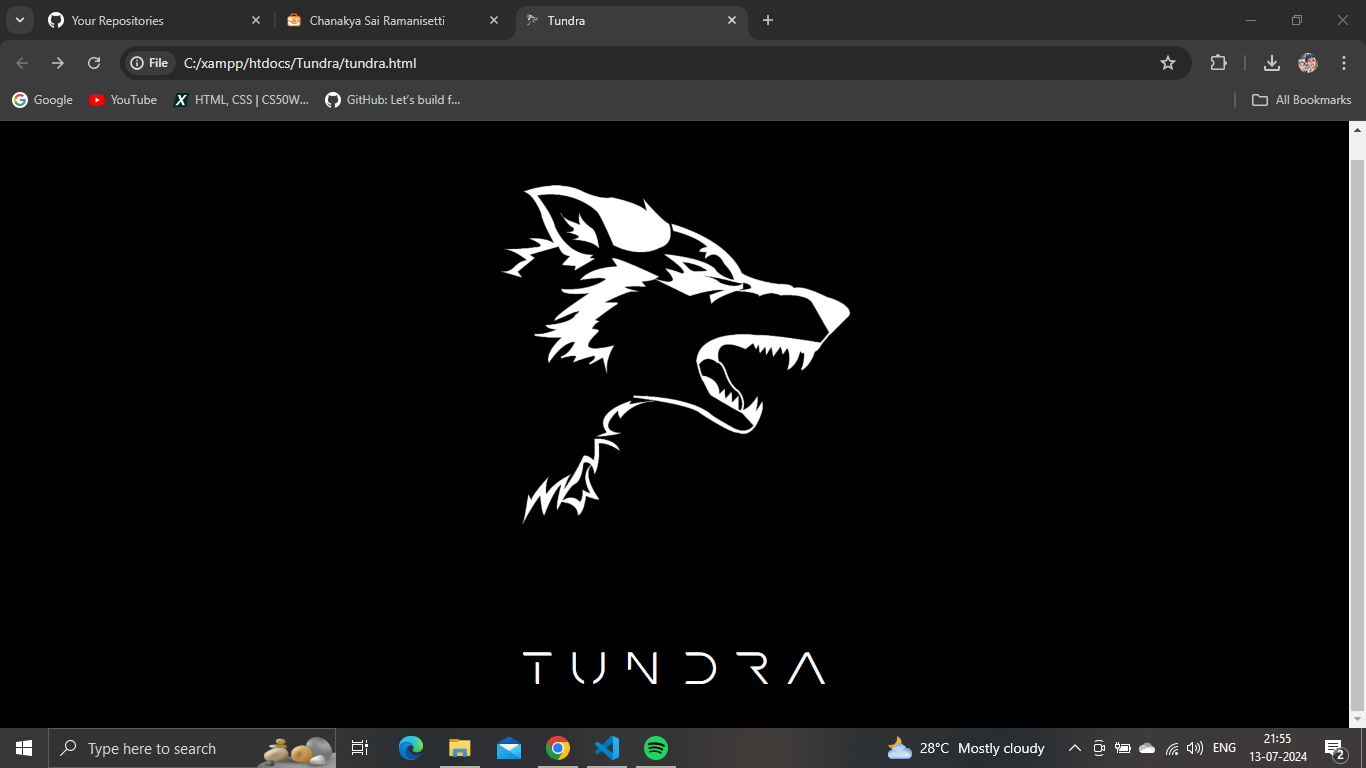 Your Repositories
Chanakya Sai Ramanisetti
Tundra
File C:/xampp/htdocs/Tundra/tundra.html
Google YouTube HTML, CSS | CS50W... GitHub: Let's build f... All Bookmarks
TUNDRA
Type here to search
28°C Mostly cloudy
ENG
21:55
13-07-2024
2